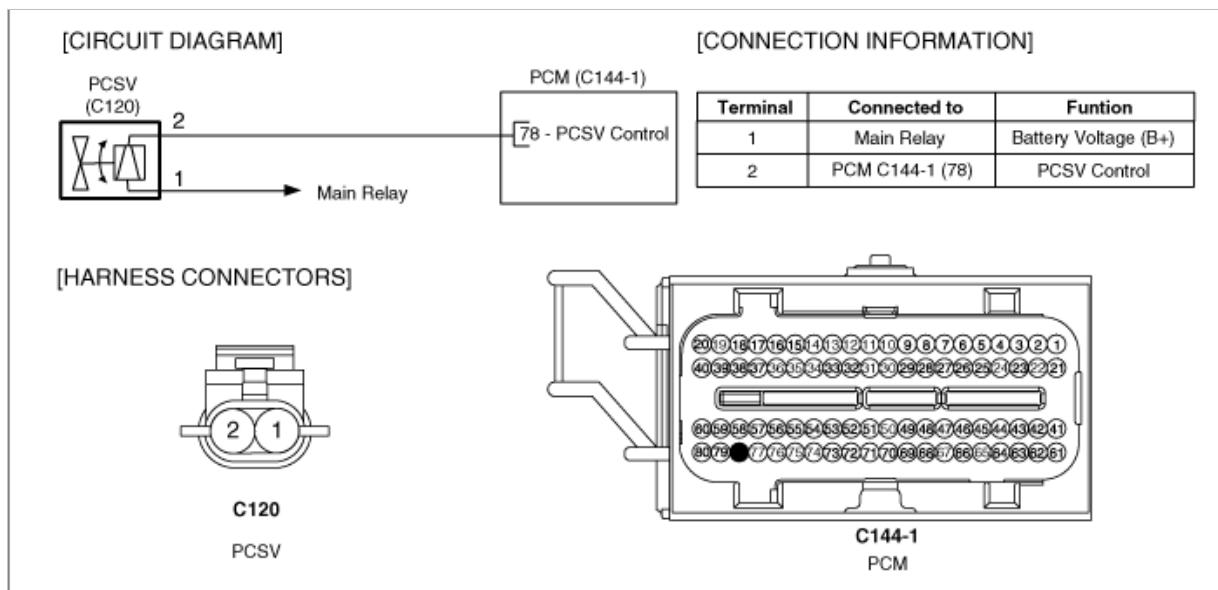 [CIRCUIT DIAGRAM]
PCSV
(C120)
2
1
Main Relay
PCM (C144-1)
78 - PCSV Control
[CONNECTION INFORMATION]
Terminal Connected to Funtion
1 Main Relay Battery Voltage (B+)
2 PCM C144-1 (78) PCSV Control
[HARNESS CONNECTORS]
2 1
C120
PCSV
20 19 18 17 16 15 14 13 12 11 10 9 8 7 6 5 4 3 2 1
40 39 38 37 36 35 34 33 32 31 30 29 28 27 26 25 24 23 22 21
60 59 58 57 56 55 54 53 52 51 50 49 48 47 46 45 44 43 42 41
80 79 77 76 75 74 73 72 71 70 69 68 67 66 65 64 63 62 61
C144-1
PCM